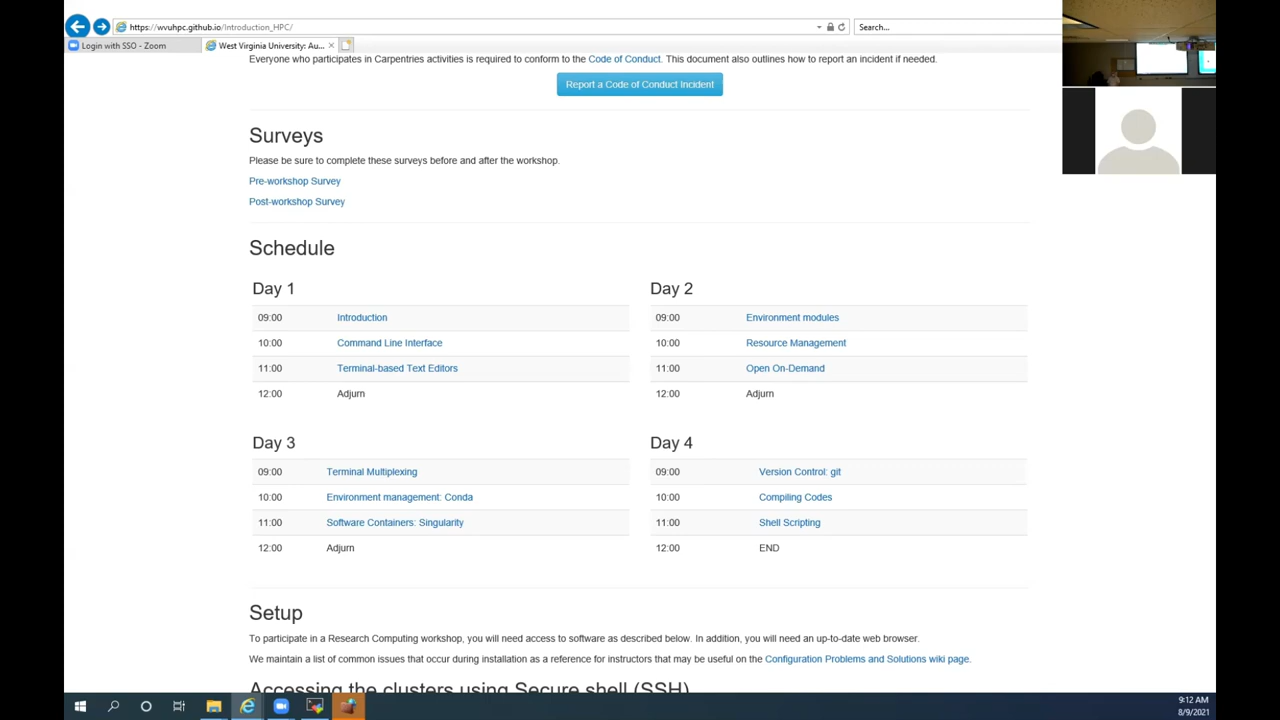 https://wvuhpc.github.io/Introduction_HPC/
Search...
Login with SSO - Zoom
West Virginia University: Au...
Everyone who participates in Carpentries activities is required to conform to the Code of Conduct. This document also outlines how to report an incident if needed.
Report a Code of Conduct Incident
Surveys
Please be sure to complete these surveys before and after the workshop.
Pre-workshop Survey
Post-workshop Survey
Schedule
Day 1
09:00 Introduction
10:00 Command Line Interface
11:00 Terminal-based Text Editors
12:00 Adjurn
Day 2
09:00 Environment modules
10:00 Resource Management
11:00 Open On-Demand
12:00 Adjurn
Day 3
09:00 Terminal Multiplexing
10:00 Environment management: Conda
11:00 Software Containers: Singularity
12:00 Adjurn
Day 4
09:00 Version Control: git
10:00 Compiling Codes
11:00 Shell Scripting
12:00 END
Setup
To participate in a Research Computing workshop, you will need access to software as described below. In addition, you will need an up-to-date web browser.
We maintain a list of common issues that occur during installation as a reference for instructors that may be useful on the Configuration Problems and Solutions wiki page.
Accessing the clusters using Secure shell (SSH)
9:12 AM
8/9/2021